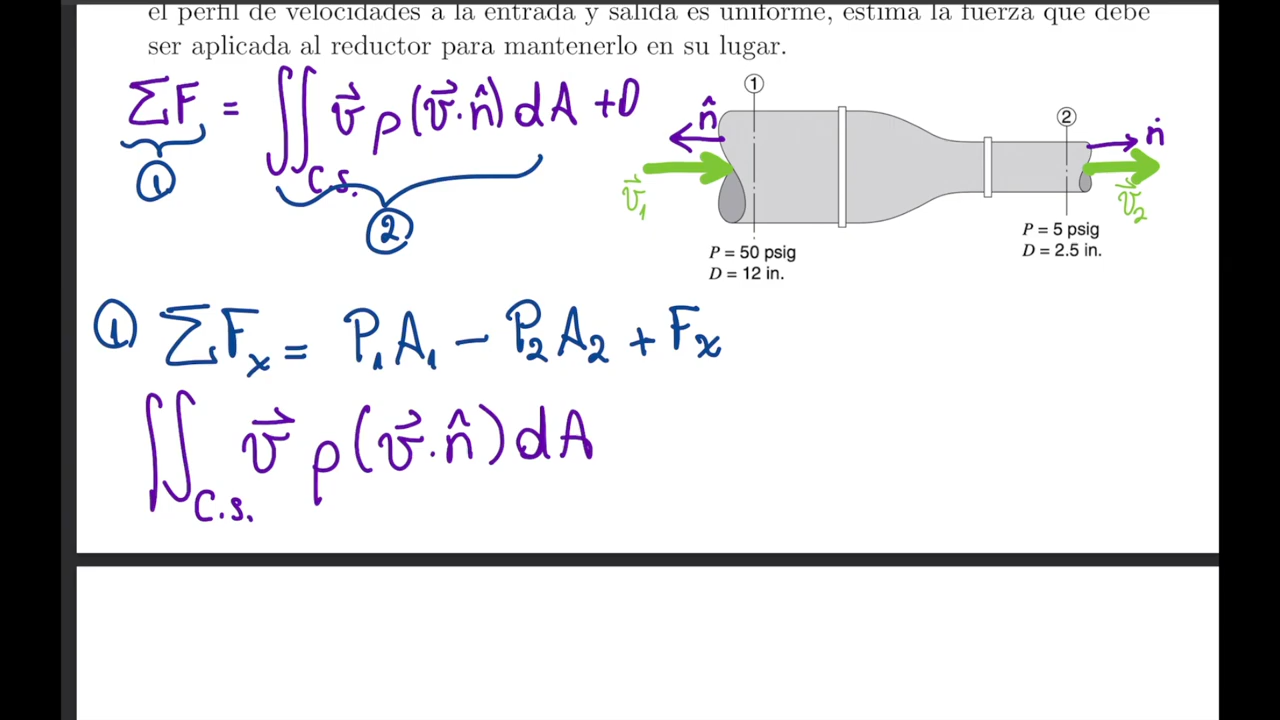 el perfil de velocidades a la entrada y salida es uniforme, estima la fuerza que debe
ser aplicada al reductor para mantenerlo en su lugar.
ΣF = ∬_{C.S.} v⃗ ρ(v⃗·n̂) dA + 0
①
②
①
②
n̂
n̂
v⃗₁
v⃗₂
P = 50 psig
D = 12 in.
P = 5 psig
D = 2.5 in.
① ΣFₓ = P₁A₁ − P₂A₂ + Fₓ
∬_{C.S.} v⃗ ρ(v⃗·n̂) dA